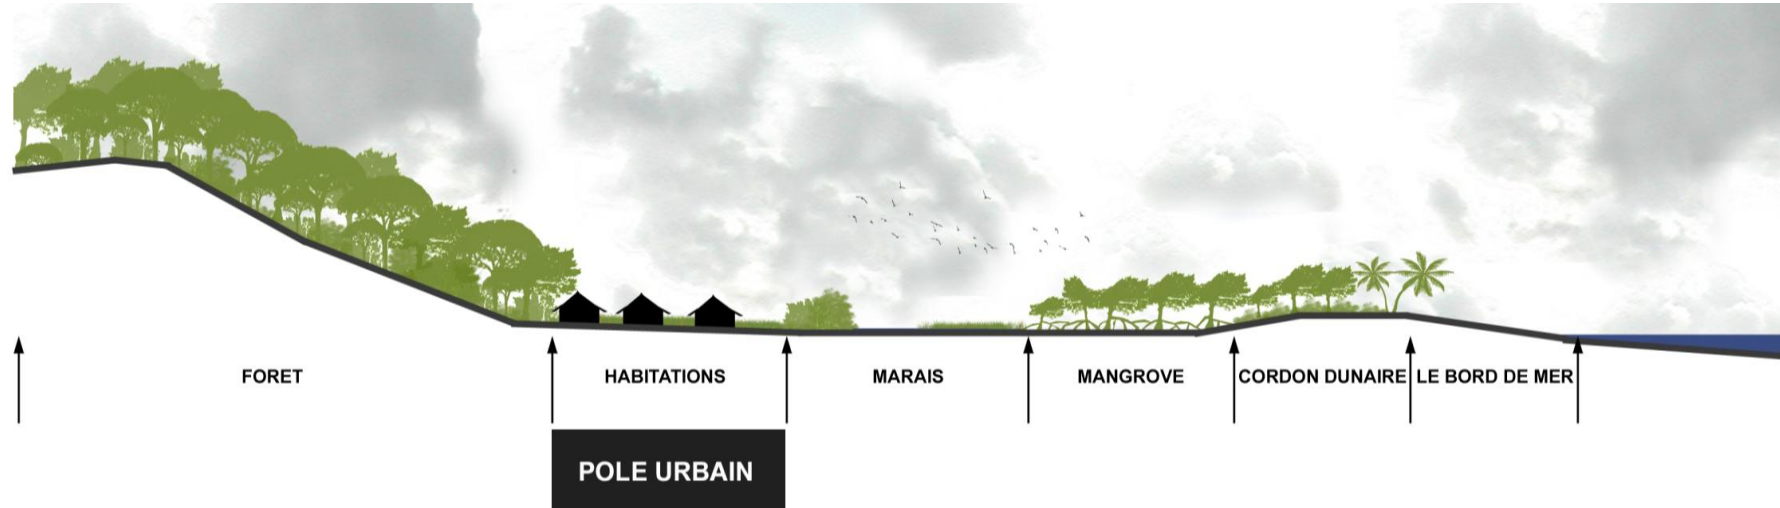 FORET
HABITATIONS
MARAIS
MANGROVE
CORDON DUNAIRE
LE BORD DE MER
POLE URBAIN